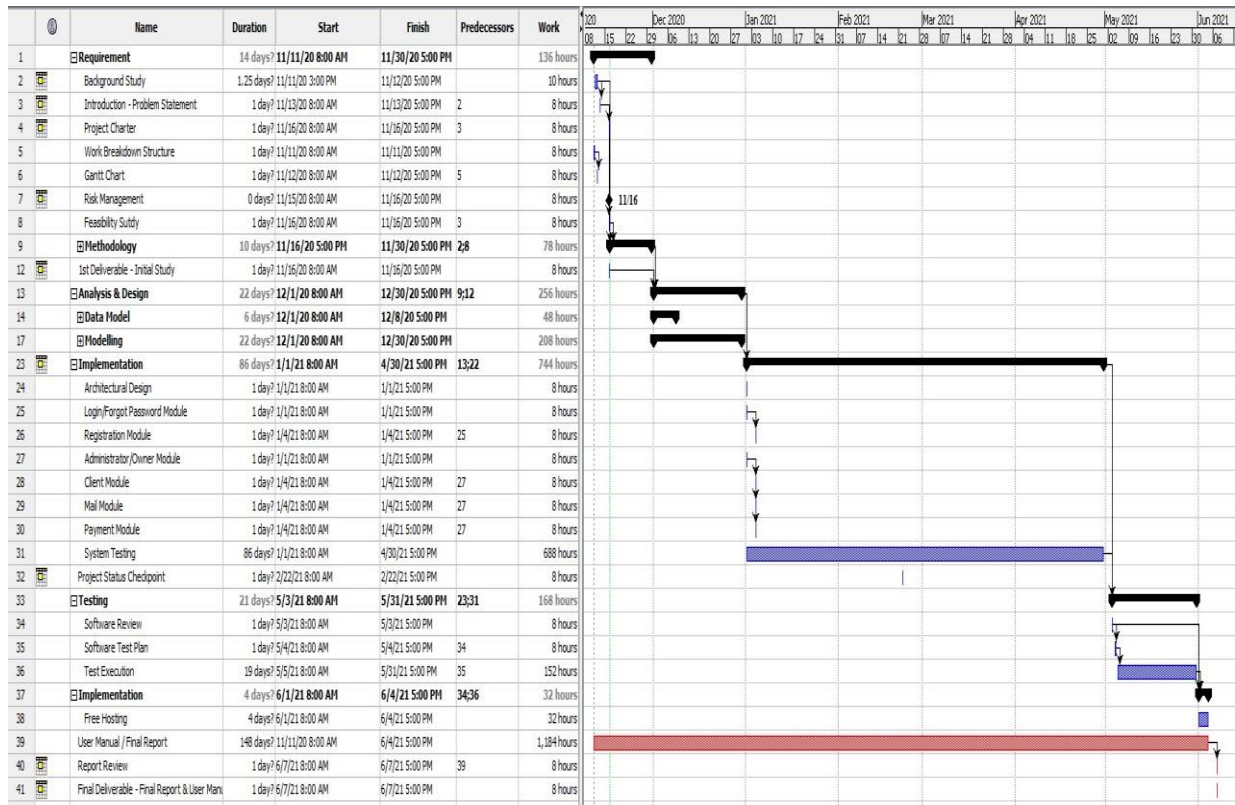 Name Duration Start Finish Predecessors Work
320 Dec 2020 Jan 2021 Feb 2021 Mar 2021 Apr 2021 May 2021 Jun 2021
08 15 22 29 06 13 20 27 03 10 17 24 31 07 14 21 28 07 14 21 28 04 11 18 25 02 09 16 23 30 06
1 Requirement 14 days? 11/11/20 8:00 AM 11/30/20 5:00 PM 136 hours
2 Background Study 1.25 days? 11/11/20 3:00 PM 11/12/20 5:00 PM 10 hours
3 Introduction - Problem Statement 1 day? 11/13/20 8:00 AM 11/13/20 5:00 PM 2 8 hours
4 Project Charter 1 day? 11/16/20 8:00 AM 11/16/20 5:00 PM 3 8 hours
5 Work Breakdown Structure 1 day? 11/11/20 8:00 AM 11/11/20 5:00 PM 8 hours
6 Gantt Chart 1 day? 11/12/20 8:00 AM 11/12/20 5:00 PM 5 8 hours
7 Risk Management 0 days? 11/15/20 8:00 AM 11/16/20 5:00 PM 8 hours 11/16
8 Feasibility Sutdy 1 day? 11/16/20 8:00 AM 11/16/20 5:00 PM 3 8 hours
9 Methodology 10 days? 11/16/20 5:00 PM 11/30/20 5:00 PM 2;8 78 hours
12 1st Deliverable - Initial Study 1 day? 11/16/20 8:00 AM 11/16/20 5:00 PM 8 hours
13 Analysis & Design 22 days? 12/1/20 8:00 AM 12/30/20 5:00 PM 9;12 256 hours
14 Data Model 6 days? 12/1/20 8:00 AM 12/8/20 5:00 PM 48 hours
17 Modelling 22 days? 12/1/20 8:00 AM 12/30/20 5:00 PM 208 hours
23 Implementation 86 days? 1/1/21 8:00 AM 4/30/21 5:00 PM 13;22 744 hours
24 Architectural Design 1 day? 1/1/21 8:00 AM 1/1/21 5:00 PM 8 hours
25 Login/Forgot Password Module 1 day? 1/1/21 8:00 AM 1/1/21 5:00 PM 8 hours
26 Registration Module 1 day? 1/4/21 8:00 AM 1/4/21 5:00 PM 25 8 hours
27 Administrator/Owner Module 1 day? 1/1/21 8:00 AM 1/1/21 5:00 PM 8 hours
28 Client Module 1 day? 1/4/21 8:00 AM 1/4/21 5:00 PM 27 8 hours
29 Mail Module 1 day? 1/4/21 8:00 AM 1/4/21 5:00 PM 27 8 hours
30 Payment Module 1 day? 1/4/21 8:00 AM 1/4/21 5:00 PM 27 8 hours
31 System Testing 86 days? 1/1/21 8:00 AM 4/30/21 5:00 PM 688 hours
32 Project Status Checkpoint 1 day? 2/22/21 8:00 AM 2/22/21 5:00 PM 8 hours
33 Testing 21 days? 5/3/21 8:00 AM 5/31/21 5:00 PM 23;31 168 hours
34 Software Review 1 day? 5/3/21 8:00 AM 5/3/21 5:00 PM 8 hours
35 Software Test Plan 1 day? 5/4/21 8:00 AM 5/4/21 5:00 PM 34 8 hours
36 Test Execution 19 days? 5/5/21 8:00 AM 5/31/21 5:00 PM 35 152 hours
37 Implementation 4 days? 6/1/21 8:00 AM 6/4/21 5:00 PM 34;36 32 hours
38 Free Hosting 4 days? 6/1/21 8:00 AM 6/4/21 5:00 PM 32 hours
39 User Manual / Final Report 148 days? 11/11/20 8:00 AM 6/4/21 5:00 PM 1,184 hours
40 Report Review 1 day? 6/7/21 8:00 AM 6/7/21 5:00 PM 39 8 hours
41 Final Deliverable - Final Report & User Manu 1 day? 6/7/21 8:00 AM 6/7/21 5:00 PM 8 hours